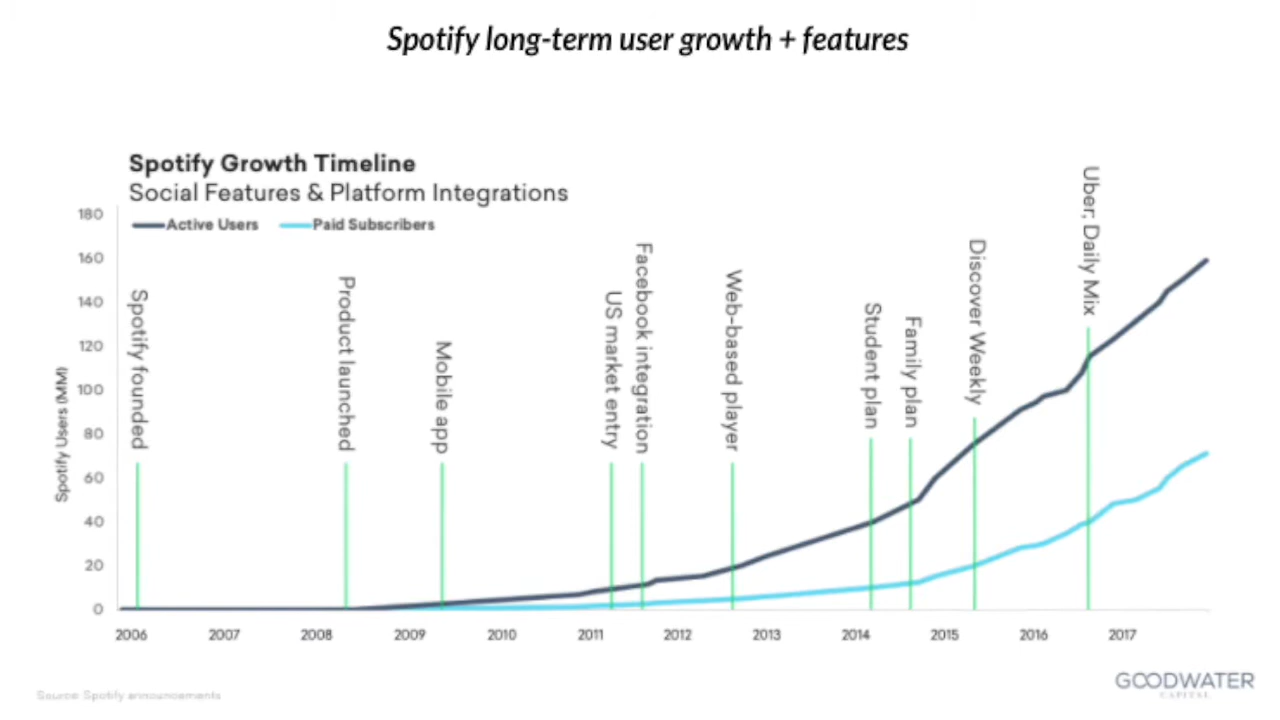 Spotify long-term user growth + features
Spotify Growth Timeline
Social Features & Platform Integrations
Active Users
Paid Subscribers
180
160
140
120
100
80
60
40
20
0
Spotify Users (MM)
Spotify founded
Product launched
Mobile app
US market entry
Facebook integration
Web-based player
Student plan
Family plan
Discover Weekly
Uber; Daily Mix
2006
2007
2008
2009
2010
2011
2012
2013
2014
2015
2016
2017
Source: Spotify announcements
GOODWATER
CAPITAL